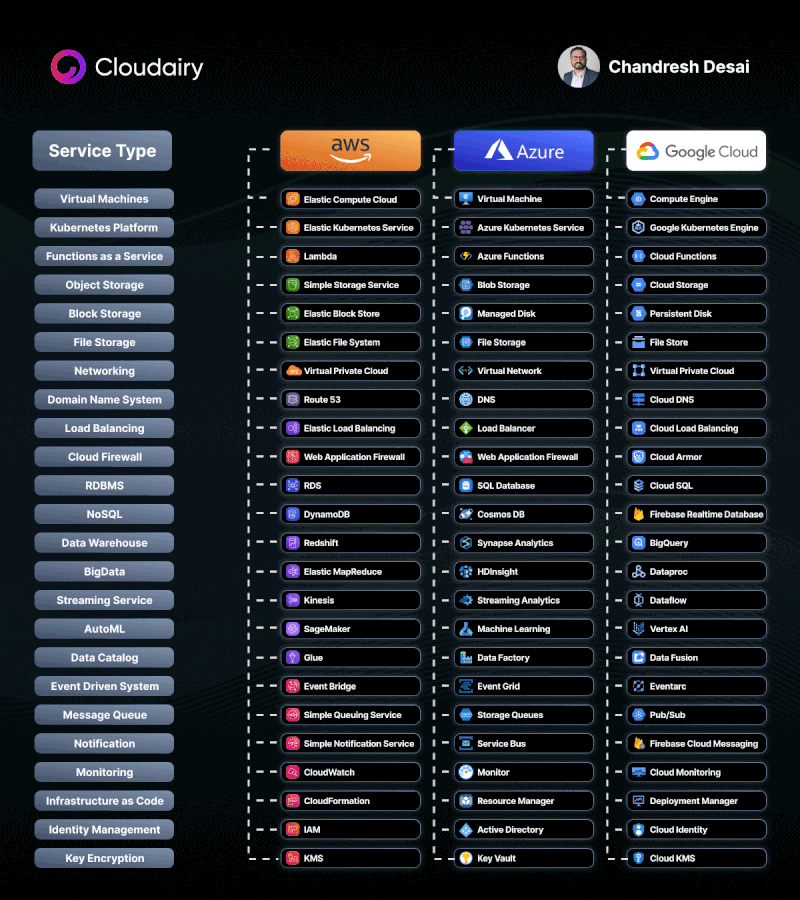 Cloudairy
Chandresh Desai
Service Type aws Azure Google Cloud
Virtual Machines Elastic Compute Cloud Virtual Machine Compute Engine
Kubernetes Platform Elastic Kubernetes Service Azure Kubernetes Service Google Kubernetes Engine
Functions as a Service Lambda Azure Functions Cloud Functions
Object Storage Simple Storage Service Blob Storage Cloud Storage
Block Storage Elastic Block Store Managed Disk Persistent Disk
File Storage Elastic File System File Storage File Store
Networking Virtual Private Cloud Virtual Network Virtual Private Cloud
Domain Name System Route 53 DNS Cloud DNS
Load Balancing Elastic Load Balancing Load Balancer Cloud Load Balancing
Cloud Firewall Web Application Firewall Web Application Firewall Cloud Armor
RDBMS RDS SQL Database Cloud SQL
NoSQL DynamoDB Cosmos DB Firebase Realtime Database
Data Warehouse Redshift Synapse Analytics BigQuery
BigData Elastic MapReduce HDInsight Dataproc
Streaming Service Kinesis Streaming Analytics Dataflow
AutoML SageMaker Machine Learning Vertex AI
Data Catalog Glue Data Factory Data Fusion
Event Driven System Event Bridge Event Grid Eventarc
Message Queue Simple Queuing Service Storage Queues Pub/Sub
Notification Simple Notification Service Service Bus Firebase Cloud Messaging
Monitoring CloudWatch Monitor Cloud Monitoring
Infrastructure as Code CloudFormation Resource Manager Deployment Manager
Identity Management IAM Active Directory Cloud Identity
Key Encryption KMS Key Vault Cloud KMS